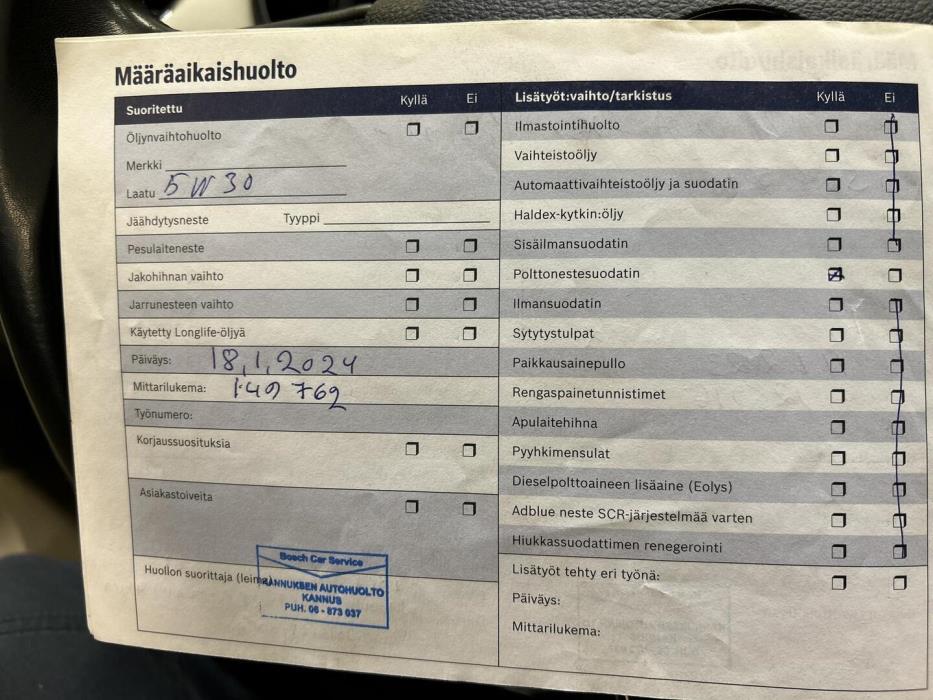 Määräaikaishuolto
Suoritettu Kyllä Ei
Öljynvaihtohuolto
Merkki
Laatu 5W30
Jäähdytysneste Tyyppi
Pesulaiteneste
Jakohihnan vaihto
Jarrunesteen vaihto
Käytetty Longlife-öljyä
Päiväys: 18,1,2024
Mittarilukema: 149 769
Työnumero:
Korjaussuosituksia
Asiakastoiveita
Huollon suorittaja (leima)
Bosch Car Service
KANNUKSEN AUTOHUOLTO
KANNUS
PUH. 06 - 873 037
Lisätyöt:vaihto/tarkistus Kyllä Ei
Ilmastointihuolto
Vaihteistoöljy
Automaattivaihteistoöljy ja suodatin
Haldex-kytkin:öljy
Sisäilmansuodatin
Polttonestesuodatin
Ilmansuodatin
Sytytystulpat
Paikkausainepullo
Rengaspainetunnistimet
Apulaitehihna
Pyyhkimensulat
Dieselpolttoaineen lisäaine (Eolys)
Adblue neste SCR-järjestelmää varten
Hiukkassuodattimen renegerointi
Lisätyöt tehty eri työnä:
Päiväys:
Mittarilukema: